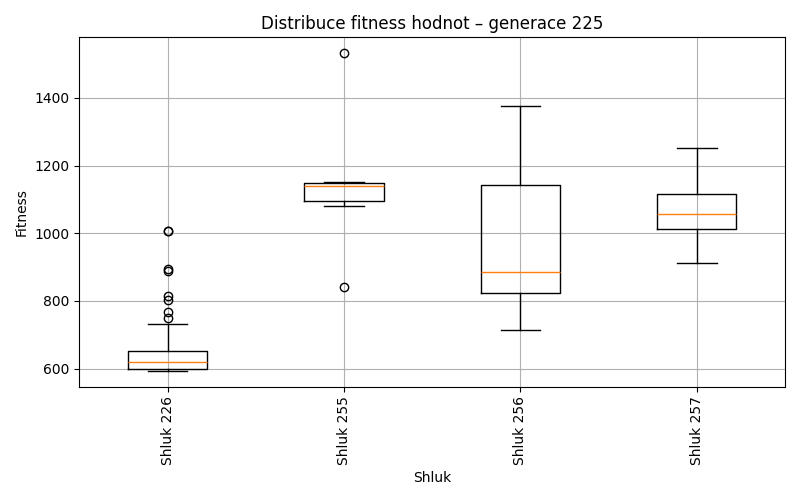 Distribuce fitness hodnot – generace 225
Fitness
1400
1200
1000
800
600
Shluk 226
Shluk 255
Shluk 256
Shluk 257
Shluk